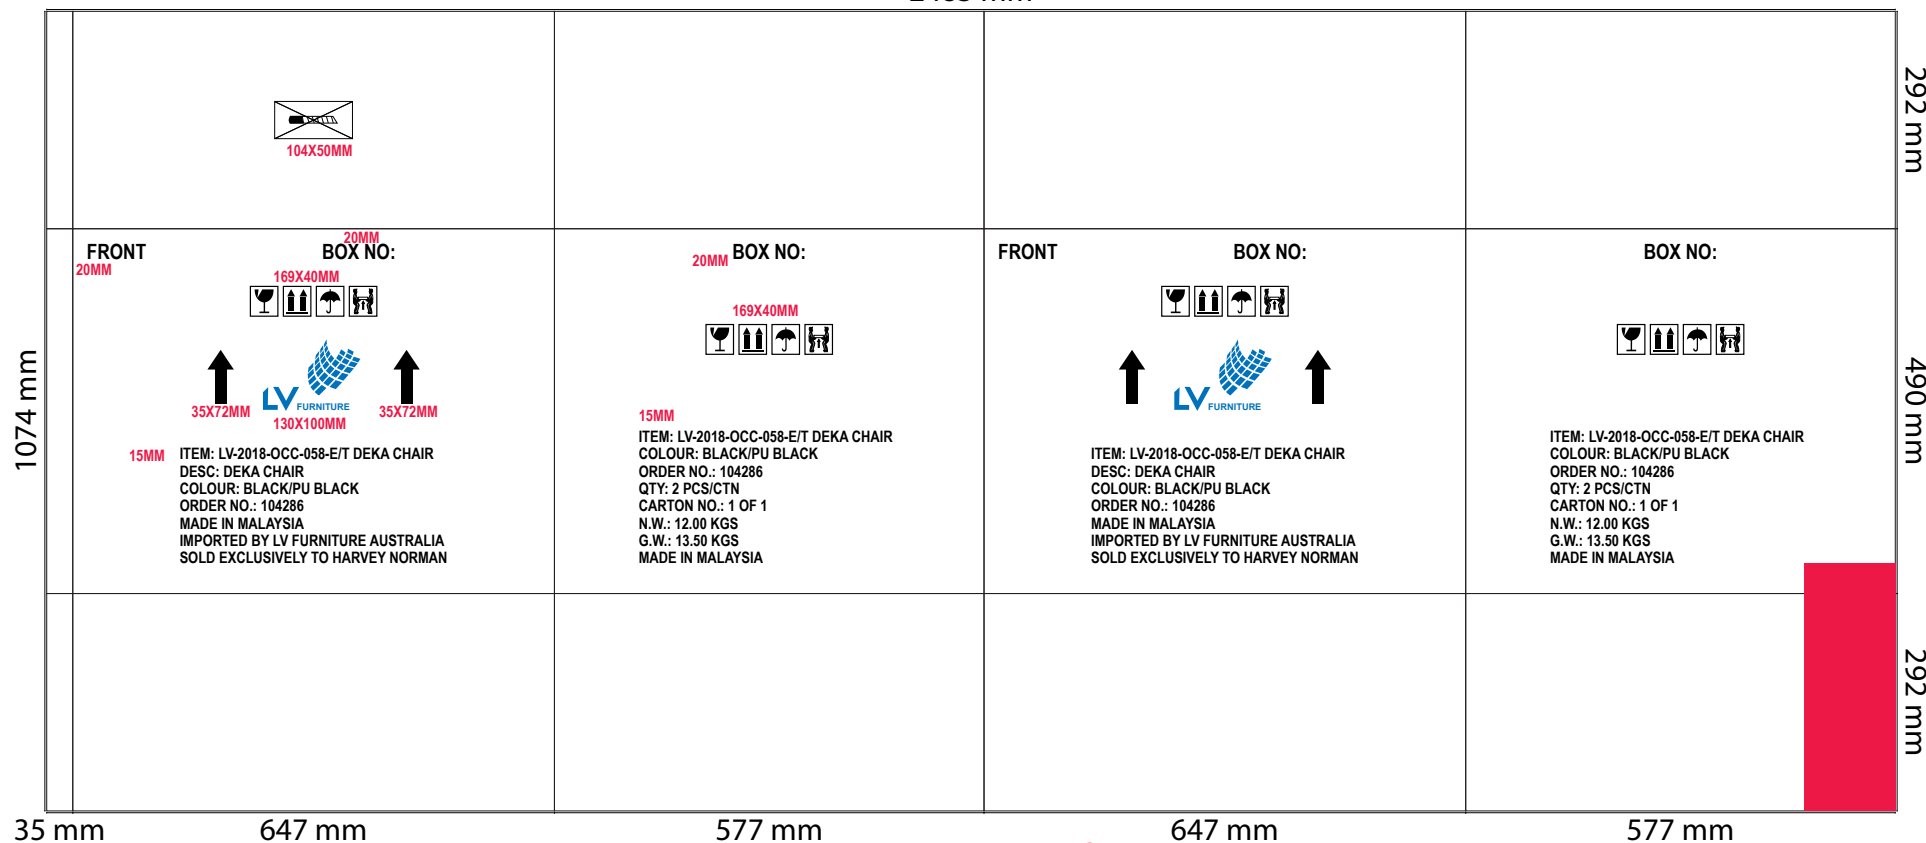 292 mm
104X50MM
FRONT
20MM
BOX NO:
20MM
169X40MM
35X72MM
LV FURNITURE
130X100MM
35X72MM
15MM
ITEM: LV-2018-OCC-058-E/T DEKA CHAIR
DESC: DEKA CHAIR
COLOUR: BLACK/PU BLACK
ORDER NO.: 104286
MADE IN MALAYSIA
IMPORTED BY LV FURNITURE AUSTRALIA
SOLD EXCLUSIVELY TO HARVEY NORMAN
20MM
BOX NO:
169X40MM
15MM
ITEM: LV-2018-OCC-058-E/T DEKA CHAIR
COLOUR: BLACK/PU BLACK
ORDER NO.: 104286
QTY: 2 PCS/CTN
CARTON NO.: 1 OF 1
N.W.: 12.00 KGS
G.W.: 13.50 KGS
MADE IN MALAYSIA
FRONT
BOX NO:
LV FURNITURE
ITEM: LV-2018-OCC-058-E/T DEKA CHAIR
DESC: DEKA CHAIR
COLOUR: BLACK/PU BLACK
ORDER NO.: 104286
MADE IN MALAYSIA
IMPORTED BY LV FURNITURE AUSTRALIA
SOLD EXCLUSIVELY TO HARVEY NORMAN
BOX NO:
ITEM: LV-2018-OCC-058-E/T DEKA CHAIR
COLOUR: BLACK/PU BLACK
ORDER NO.: 104286
QTY: 2 PCS/CTN
CARTON NO.: 1 OF 1
N.W.: 12.00 KGS
G.W.: 13.50 KGS
MADE IN MALAYSIA
1074 mm
490 mm
292 mm
35 mm
647 mm
577 mm
647 mm
577 mm